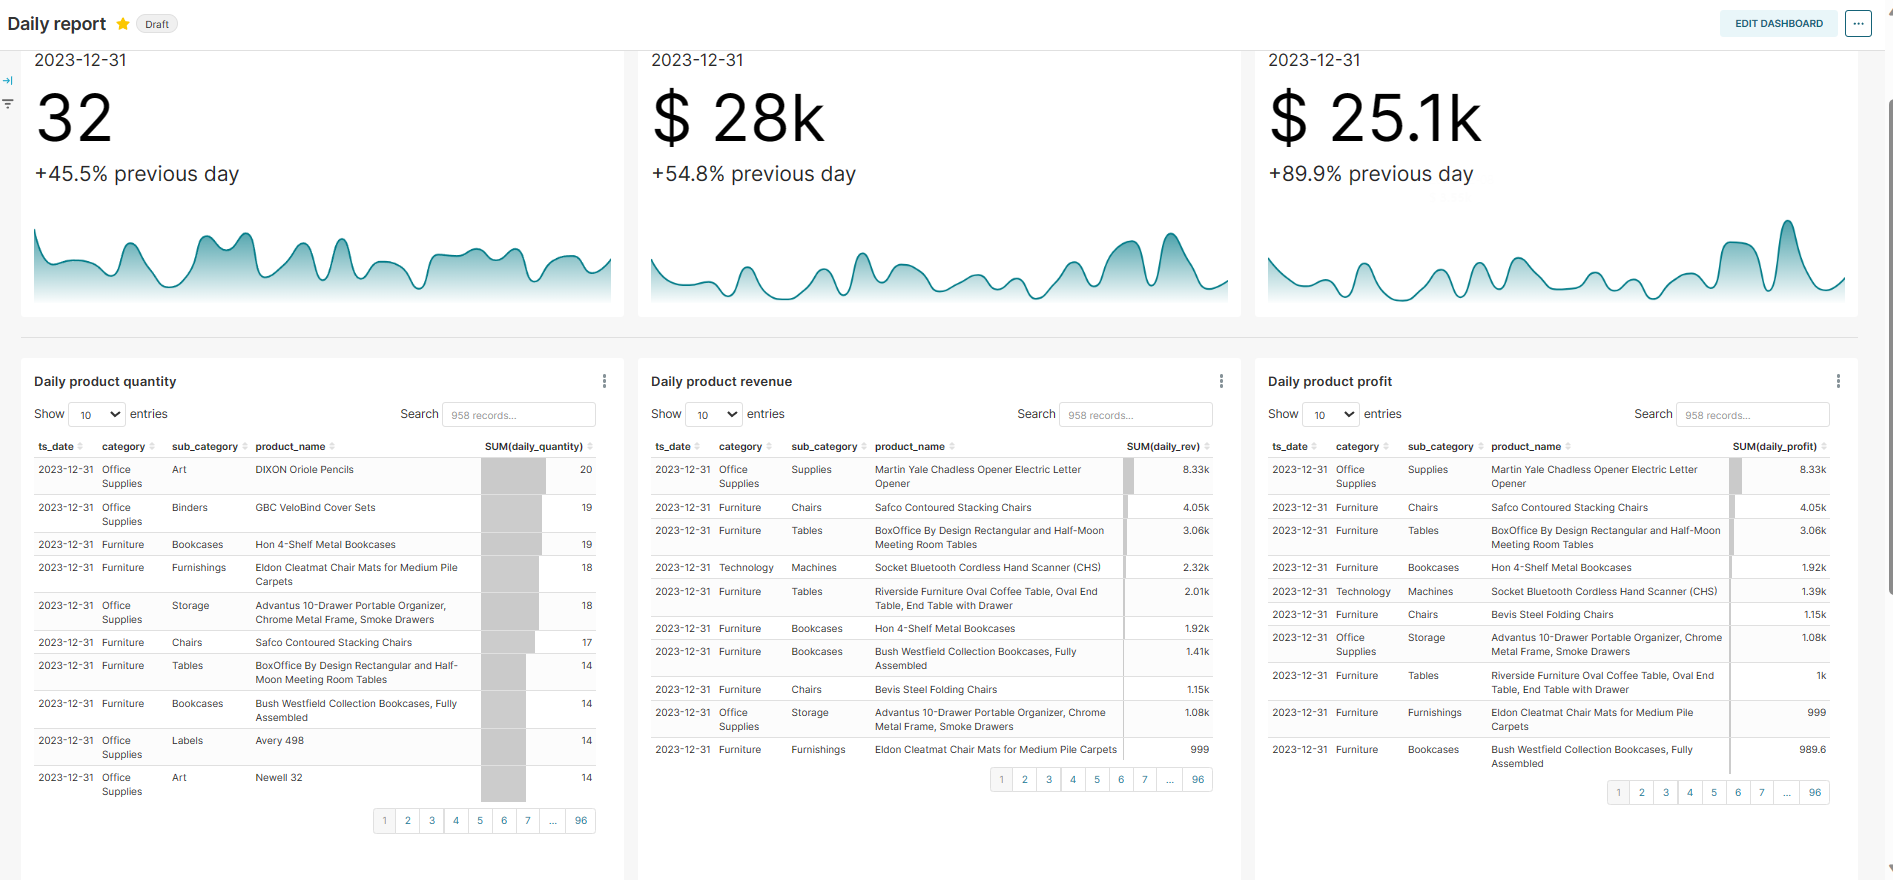 Daily report Draft EDIT DASHBOARD ...
2023-12-31
32
+45.5% previous day
2023-12-31
$ 28k
+54.8% previous day
2023-12-31
$ 25.1k
+89.9% previous day
Daily product quantity
Show 10 entries Search 958 records...
ts_date category sub_category product_name SUM(daily_quantity)
2023-12-31 Office Supplies Art DIXON Oriole Pencils 20
2023-12-31 Office Supplies Binders GBC VeloBind Cover Sets 19
2023-12-31 Furniture Bookcases Hon 4-Shelf Metal Bookcases 19
2023-12-31 Furniture Furnishings Eldon Cleatmat Chair Mats for Medium Pile Carpets 18
2023-12-31 Office Supplies Storage Advantus 10-Drawer Portable Organizer, Chrome Metal Frame, Smoke Drawers 18
2023-12-31 Furniture Chairs Safco Contoured Stacking Chairs 17
2023-12-31 Furniture Tables BoxOffice By Design Rectangular and Half-Moon Meeting Room Tables 14
2023-12-31 Furniture Bookcases Bush Westfield Collection Bookcases, Fully Assembled 14
2023-12-31 Office Supplies Labels Avery 498 14
2023-12-31 Office Supplies Art Newell 32 14
1 2 3 4 5 6 7 ... 96
Daily product revenue
Show 10 entries Search 958 records...
ts_date category sub_category product_name SUM(daily_rev)
2023-12-31 Office Supplies Supplies Martin Yale Chadless Opener Electric Letter Opener 8.33k
2023-12-31 Furniture Chairs Safco Contoured Stacking Chairs 4.05k
2023-12-31 Furniture Tables BoxOffice By Design Rectangular and Half-Moon Meeting Room Tables 3.06k
2023-12-31 Technology Machines Socket Bluetooth Cordless Hand Scanner (CHS) 2.32k
2023-12-31 Furniture Tables Riverside Furniture Oval Coffee Table, Oval End Table, End Table with Drawer 2.01k
2023-12-31 Furniture Bookcases Hon 4-Shelf Metal Bookcases 1.92k
2023-12-31 Furniture Bookcases Bush Westfield Collection Bookcases, Fully Assembled 1.41k
2023-12-31 Furniture Chairs Bevis Steel Folding Chairs 1.15k
2023-12-31 Office Supplies Storage Advantus 10-Drawer Portable Organizer, Chrome Metal Frame, Smoke Drawers 1.08k
2023-12-31 Furniture Furnishings Eldon Cleatmat Chair Mats for Medium Pile Carpets 999
1 2 3 4 5 6 7 ... 96
Daily product profit
Show 10 entries Search 958 records...
ts_date category sub_category product_name SUM(daily_profit)
2023-12-31 Office Supplies Supplies Martin Yale Chadless Opener Electric Letter Opener 8.33k
2023-12-31 Furniture Chairs Safco Contoured Stacking Chairs 4.05k
2023-12-31 Furniture Tables BoxOffice By Design Rectangular and Half-Moon Meeting Room Tables 3.06k
2023-12-31 Furniture Bookcases Hon 4-Shelf Metal Bookcases 1.92k
2023-12-31 Technology Machines Socket Bluetooth Cordless Hand Scanner (CHS) 1.39k
2023-12-31 Furniture Chairs Bevis Steel Folding Chairs 1.15k
2023-12-31 Office Supplies Storage Advantus 10-Drawer Portable Organizer, Chrome Metal Frame, Smoke Drawers 1.08k
2023-12-31 Furniture Tables Riverside Furniture Oval Coffee Table, Oval End Table, End Table with Drawer 1k
2023-12-31 Furniture Furnishings Eldon Cleatmat Chair Mats for Medium Pile Carpets 999
2023-12-31 Furniture Bookcases Bush Westfield Collection Bookcases, Fully Assembled 989.6
1 2 3 4 5 6 7 ... 96